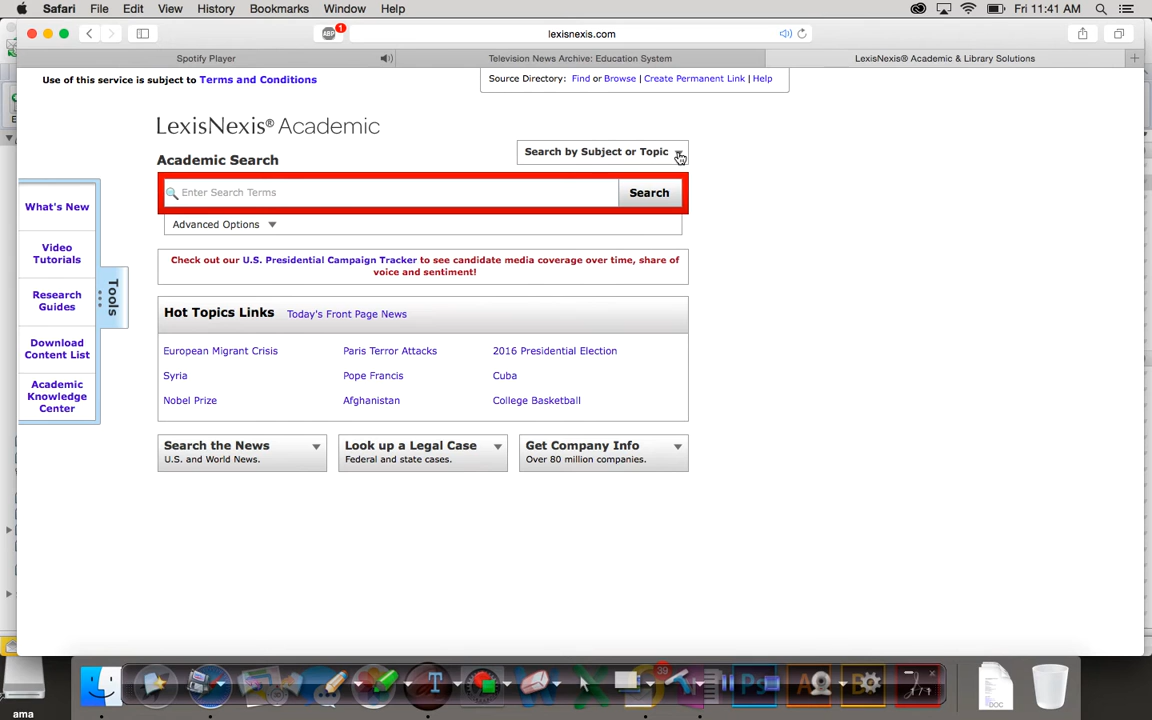 Safari File Edit View History Bookmarks Window Help Fri 11:41 AM
ABP 1 lexisnexis.com
Spotify Player Television News Archive: Education System LexisNexis® Academic & Library Solutions
Use of this service is subject to Terms and Conditions
Source Directory: Find or Browse | Create Permanent Link | Help
LexisNexis® Academic
Search by Subject or Topic
Academic Search
Enter Search Terms Search
Advanced Options
What's New
Video
Tutorials
Research
Guides
Download
Content List
Academic
Knowledge
Center
Tools
Check out our U.S. Presidential Campaign Tracker to see candidate media coverage over time, share of
voice and sentiment!
Hot Topics Links Today's Front Page News
European Migrant Crisis Paris Terror Attacks 2016 Presidential Election
Syria Pope Francis Cuba
Nobel Prize Afghanistan College Basketball
Search the News
U.S. and World News.
Look up a Legal Case
Federal and state cases.
Get Company Info
Over 80 million companies.
39
T Ps
DOC
ama